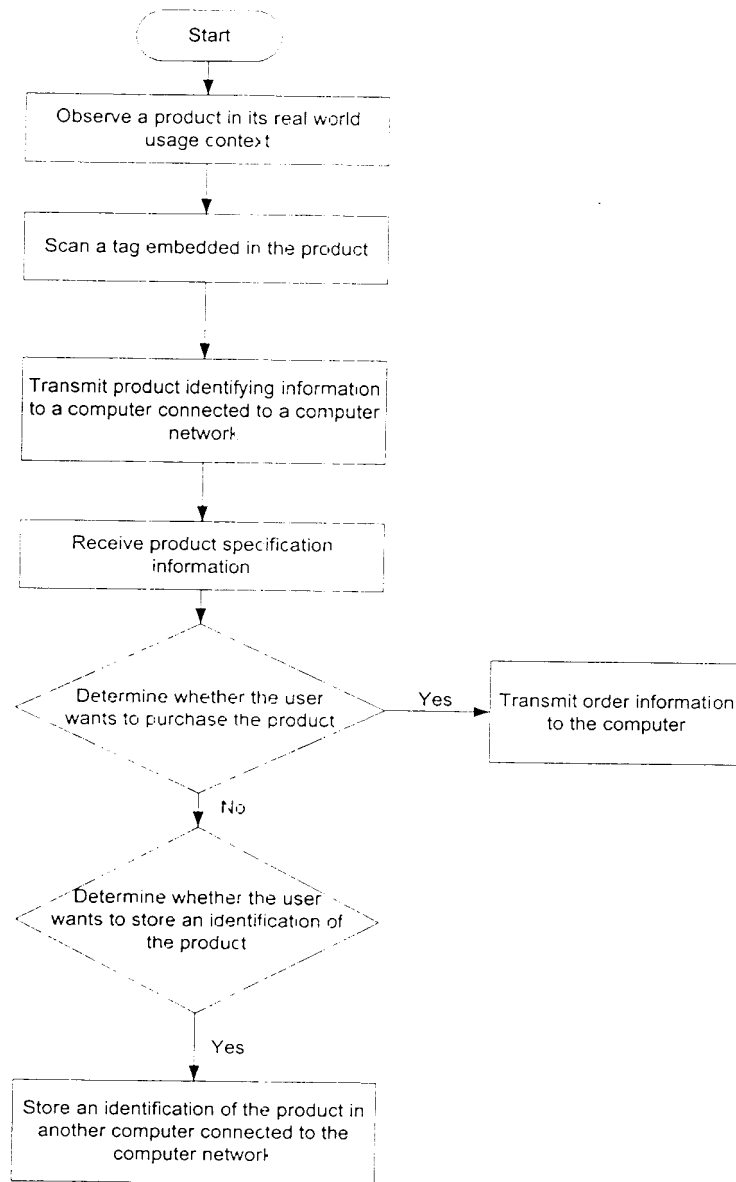 Start
Observe a product in its real world
usage context
Scan a tag embedded in the product
Transmit product identifying information
to a computer connected to a computer
network
Receive product specification
information
Determine whether the user
wants to purchase the product
Yes
Transmit order information
to the computer
No
Determine whether the user
wants to store an identification of
the product
Yes
Store an identification of the product in
another computer connected to the
computer network